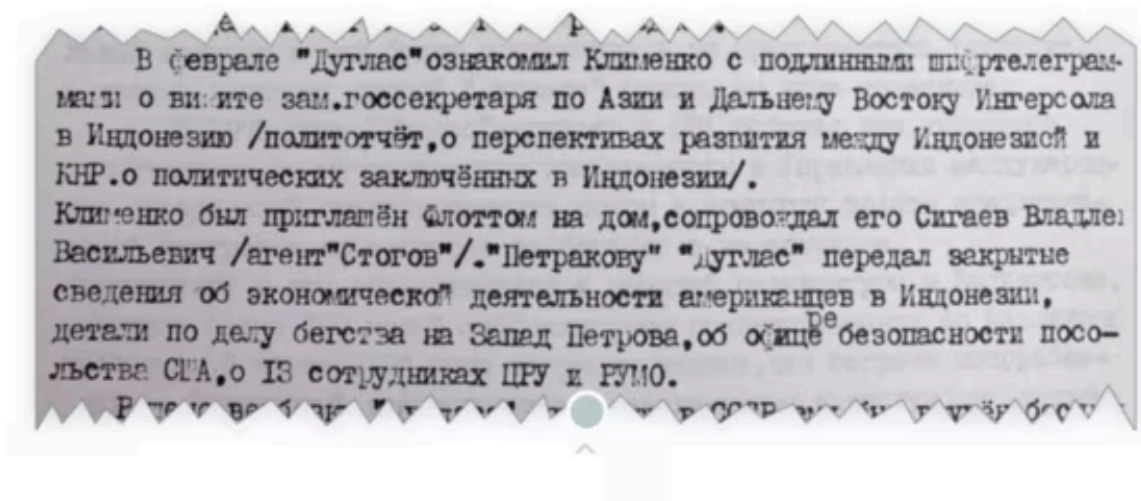 В феврале "Дуглас"ознакомил Клименко с подлинными шифртелеграм-
мами о визите зам.госсекретаря по Азии и Дальнему Востоку Ингерсола
в Индонезию /политотчёт,о перспективах развития между Индонезией и
КНР.о политических заключённых в Индонезии/.
Клименко был приглашён Флоттом на дом,сопровождал его Сигаев Владлен
Васильевич /агент"Стогов"/."Петракову" "Дуглас" передал закрытые
сведения об экономической деятельности американцев в Индонезии,
детали по делу бегства на Запад Петрова,об офицере безопасности посо-
льства США,о 13 сотрудниках ЦРУ и РУМО.